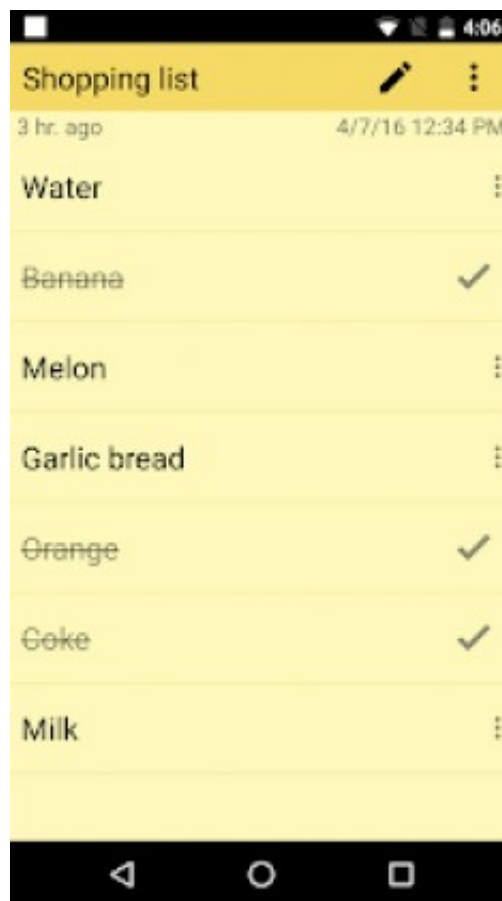 4:06
Shopping list
3 hr. ago 4/7/16 12:34 PM
Water
Banana
Melon
Garlic bread
Orange
Coke
Milk